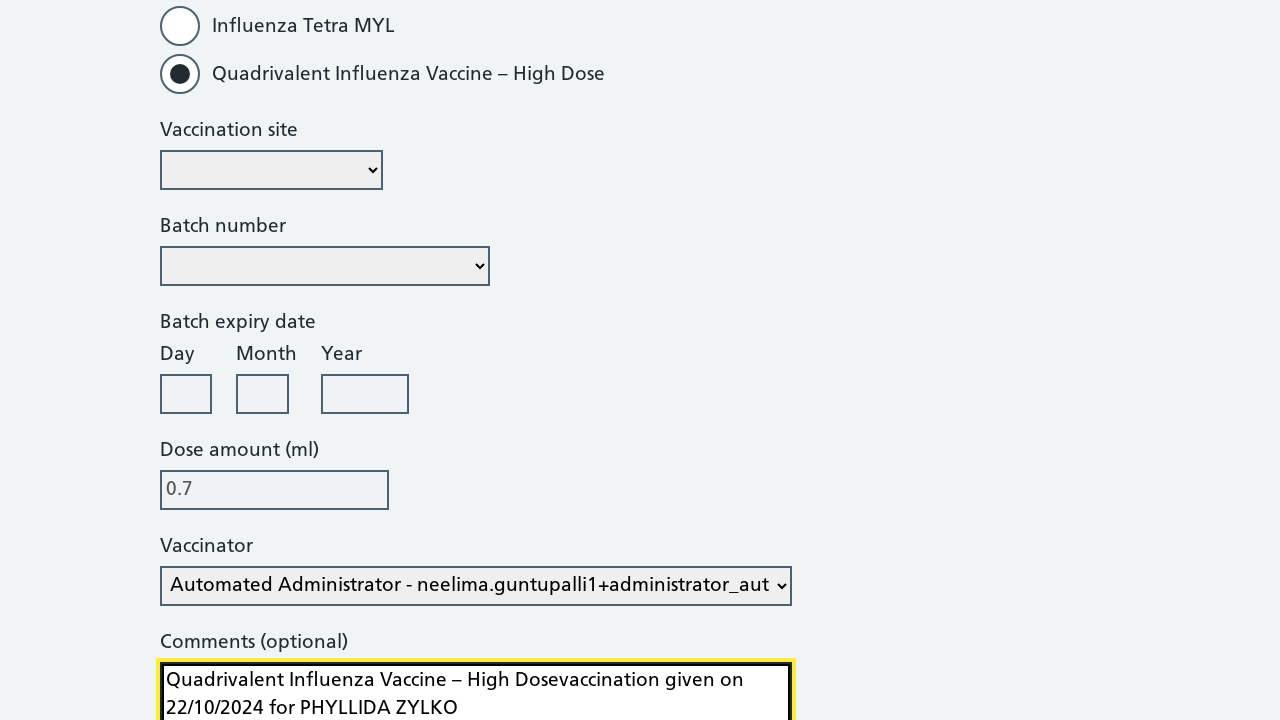 Influenza Tetra MYL
Quadrivalent Influenza Vaccine – High Dose
Vaccination site
Batch number
Batch expiry date
Day Month Year
Dose amount (ml)
0.7
Vaccinator
Automated Administrator - neelima.guntupalli1+administrator_aut
Comments (optional)
Quadrivalent Influenza Vaccine – High Dosevaccination given on
22/10/2024 for PHYLLIDA ZYLKO